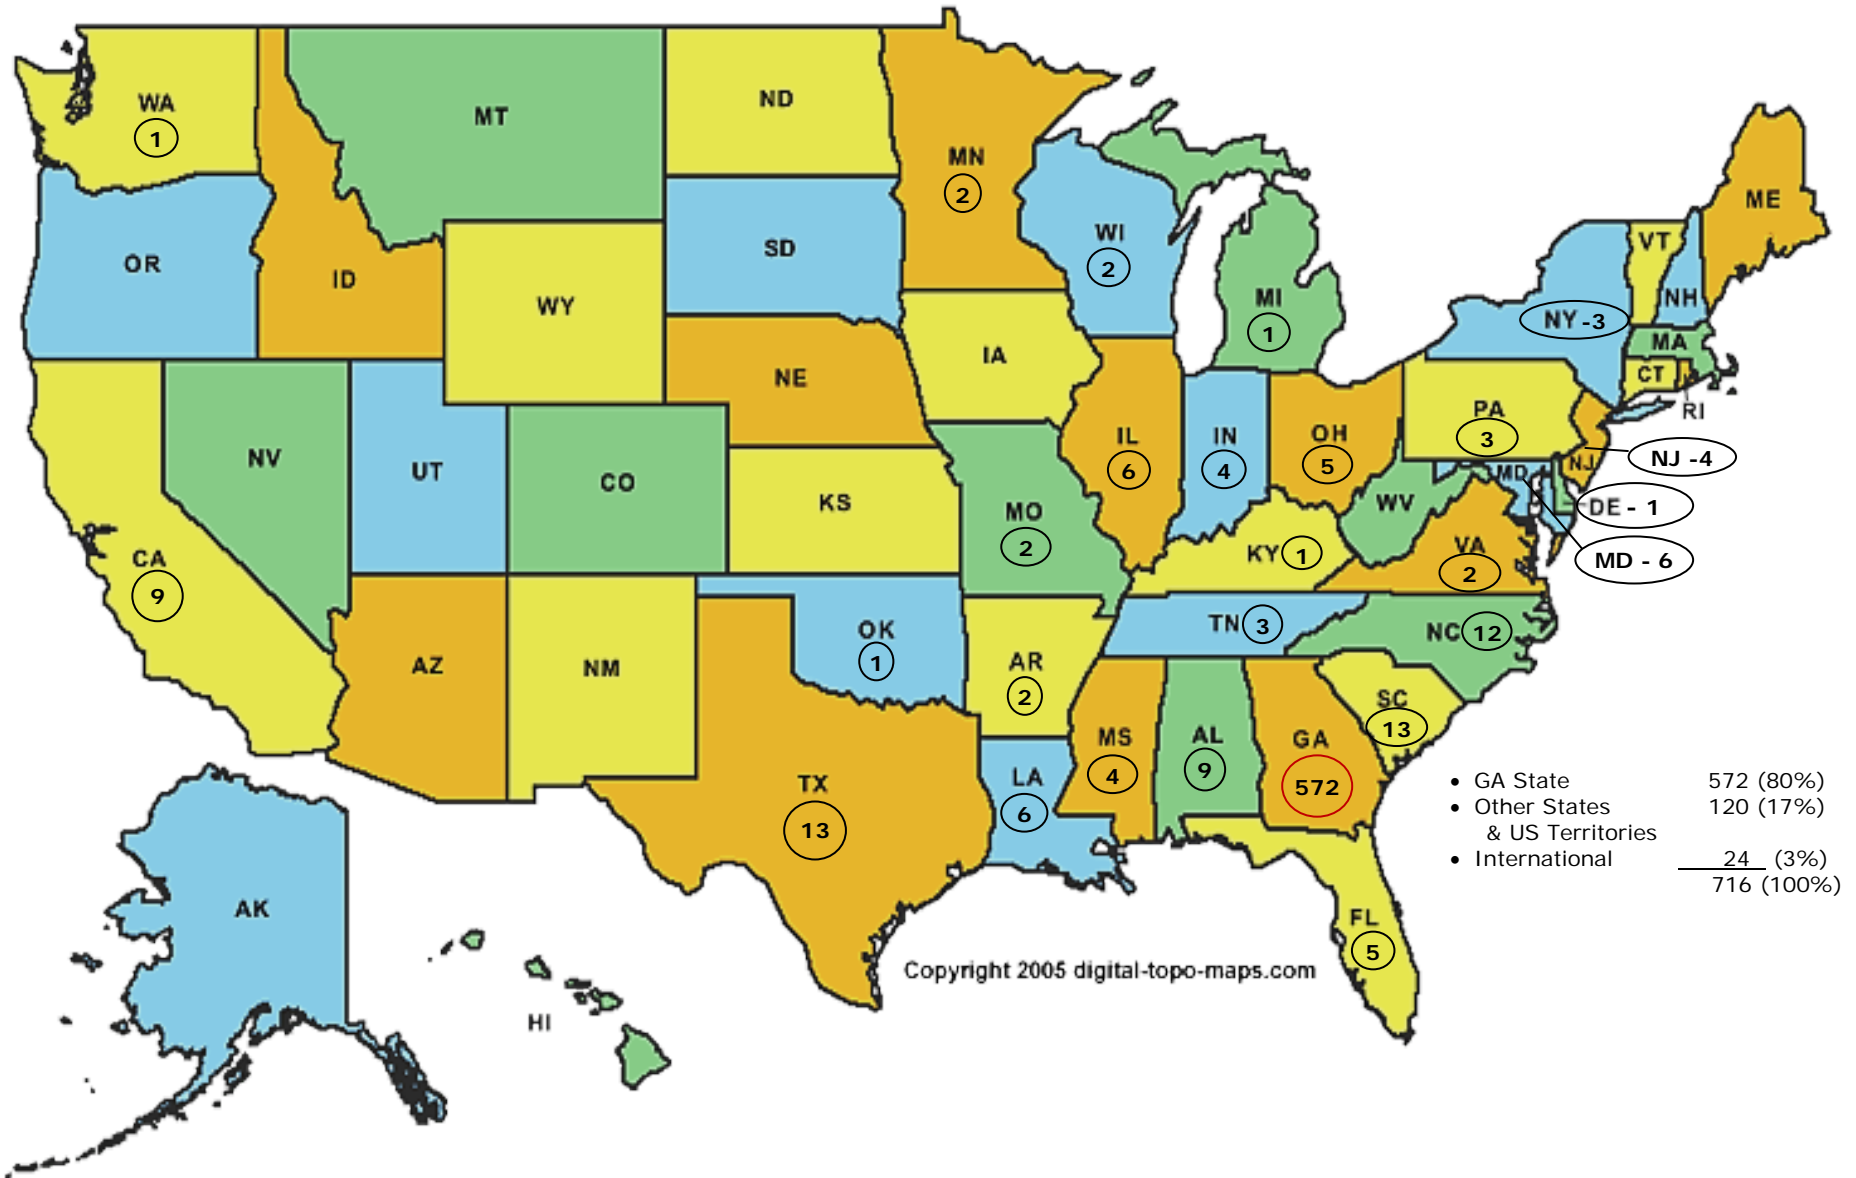 WA
1
MT
ND
MN
2
OR
ID
SD
WI
2
MI
1
ME
VT
NH
NY -3
MA
CT
RI
WY
NE
IA
NV
UT
CO
KS
MO
2
IL
6
IN
4
OH
5
PA
3
NJ
NJ -4
MD
DE - 1
MD - 6
WV
VA
2
KY 1
CA
9
AZ
NM
OK
1
AR
2
TN 3
NC 12
SC
13
MS
4
AL
9
GA
572
LA
6
TX
13
FL
5
AK
HI
• GA State 572 (80%)
• Other States 120 (17%)
& US Territories
• International 24 (3%)
716 (100%)
Copyright 2005 digital-topo-maps.com